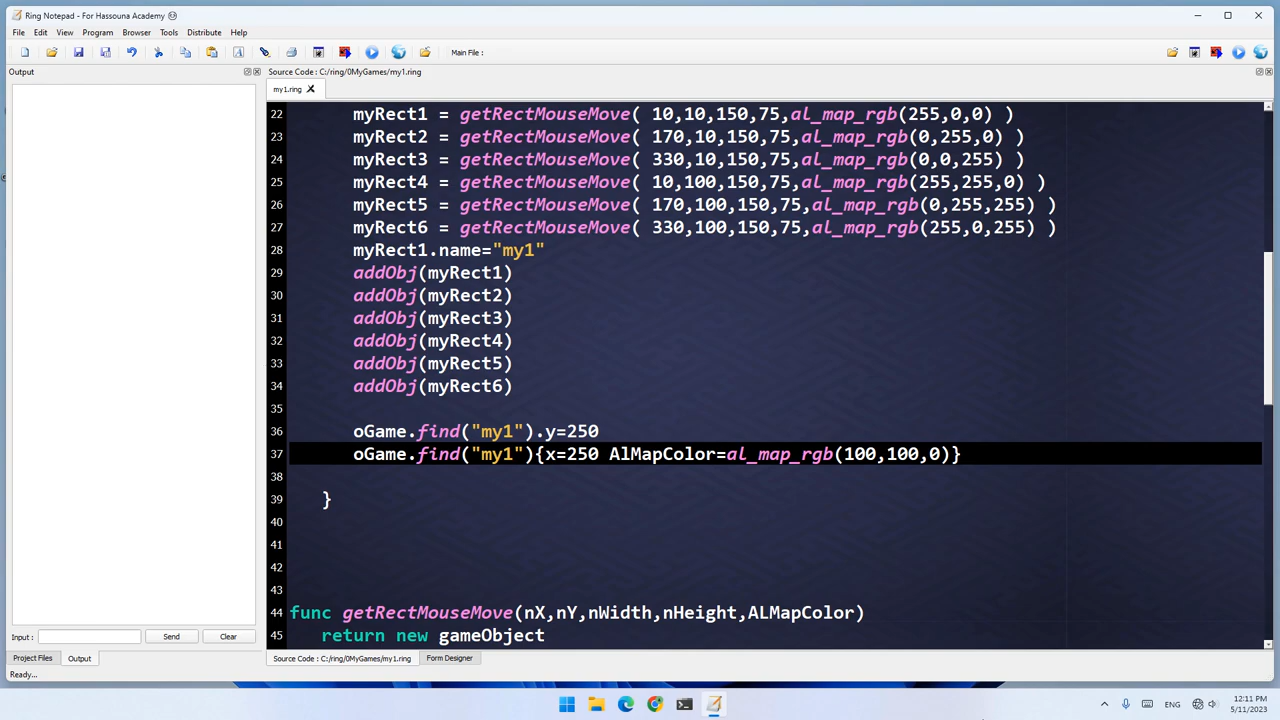 Ring Notepad - For Hassouna Academy
File Edit View Program Browser Tools Distribute Help
Main File :
Output
Source Code : C:/ring/0MyGames/my1.ring
my1.ring
22 myRect1 = getRectMouseMove( 10,10,150,75,al_map_rgb(255,0,0) )
23 myRect2 = getRectMouseMove( 170,10,150,75,al_map_rgb(0,255,0) )
24 myRect3 = getRectMouseMove( 330,10,150,75,al_map_rgb(0,0,255) )
25 myRect4 = getRectMouseMove( 10,100,150,75,al_map_rgb(255,255,0) )
26 myRect5 = getRectMouseMove( 170,100,150,75,al_map_rgb(0,255,255) )
27 myRect6 = getRectMouseMove( 330,100,150,75,al_map_rgb(255,0,255) )
28 myRect1.name="my1"
29 addObj(myRect1)
30 addObj(myRect2)
31 addObj(myRect3)
32 addObj(myRect4)
33 addObj(myRect5)
34 addObj(myRect6)
35
36 oGame.find("my1").y=250
37 oGame.find("my1"){x=250 AlMapColor=al_map_rgb(100,100,0)}
38
39 }
40
41
42
43
44 func getRectMouseMove(nX,nY,nWidth,nHeight,ALMapColor)
45 return new gameObject
Input : Send Clear
Project Files Output
Source Code : C:/ring/0MyGames/my1.ring Form Designer
Ready...
ENG
12:11 PM
5/11/2023